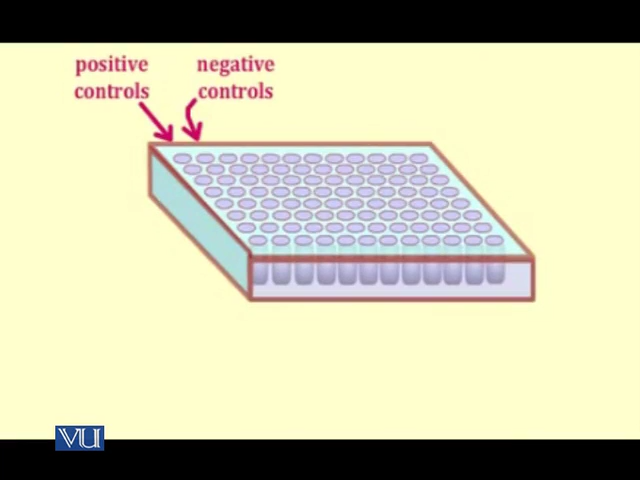 positive
controls
negative
controls
VU